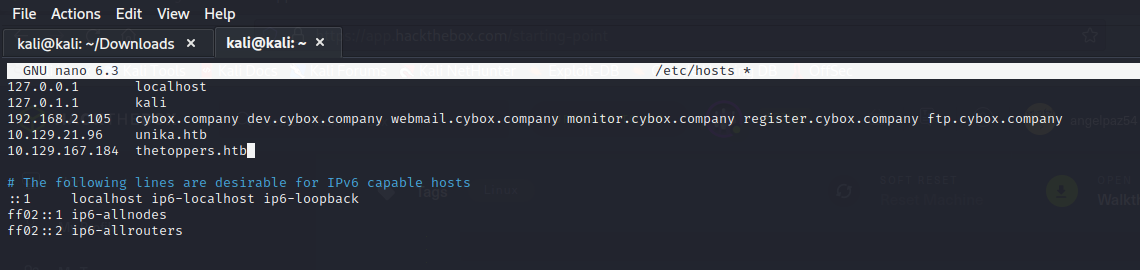 File Actions Edit View Help
kali@kali: ~/Downloads × kali@kali: ~ ×
GNU nano 6.3 /etc/hosts *
127.0.0.1 localhost
127.0.1.1 kali
192.168.2.105 cybox.company dev.cybox.company webmail.cybox.company monitor.cybox.company register.cybox.company ftp.cybox.company
10.129.21.96 unika.htb
10.129.167.184 thetoppers.htb
# The following lines are desirable for IPv6 capable hosts
::1 localhost ip6-localhost ip6-loopback
ff02::1 ip6-allnodes
ff02::2 ip6-allrouters